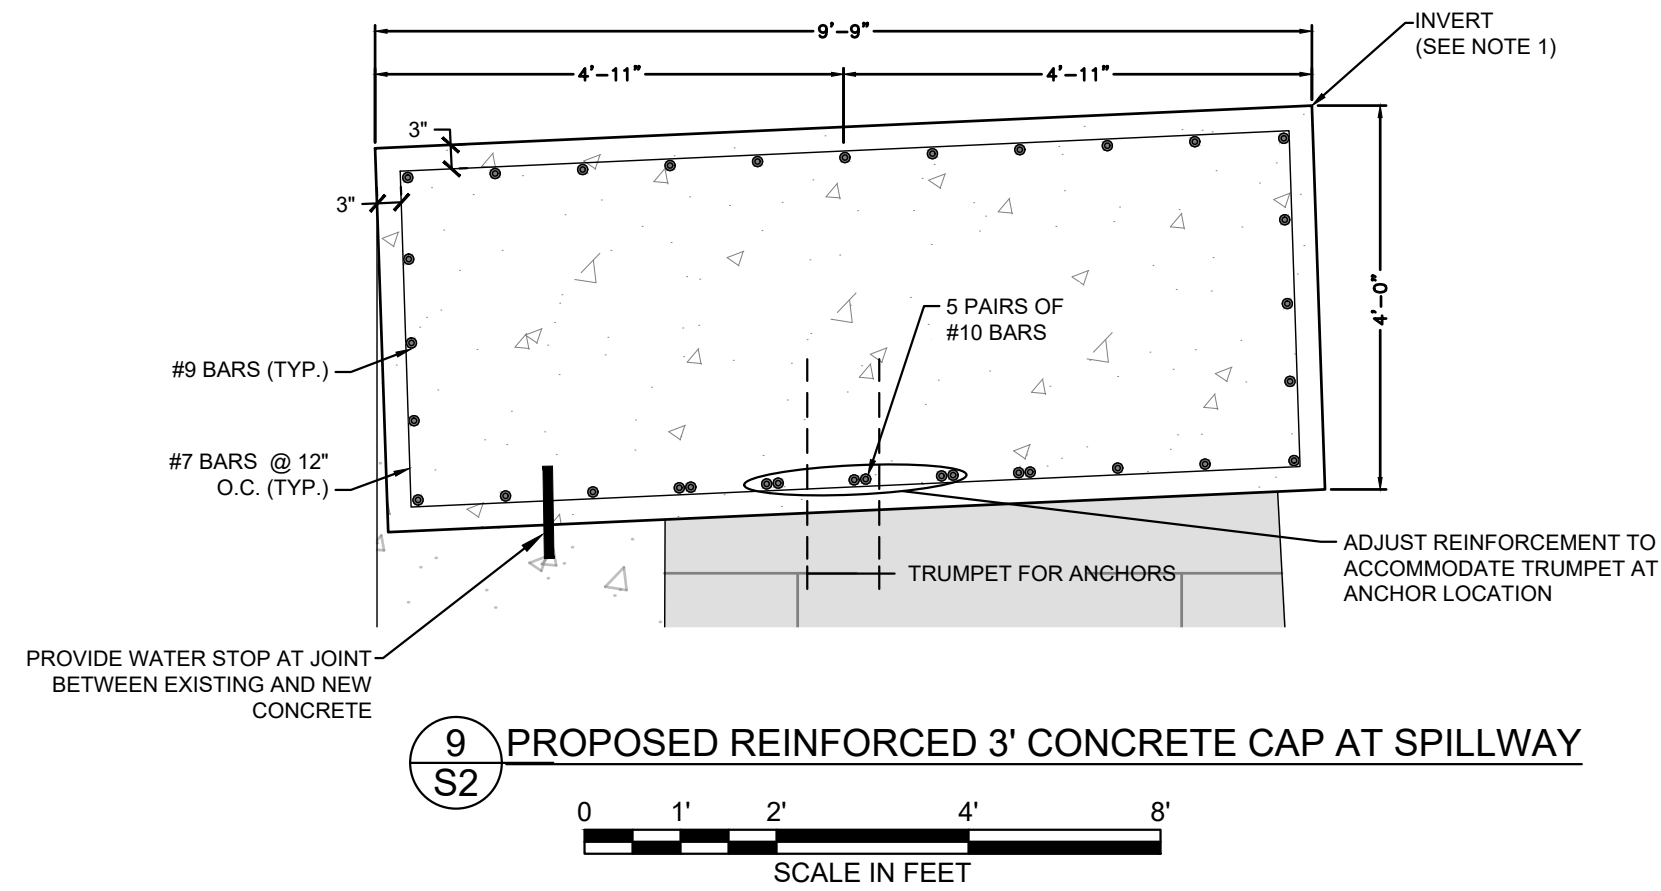 9'-9"
4'-11"
4'-11"
INVERT
(SEE NOTE 1)
3"
3"
4'-0"
5 PAIRS OF
#10 BARS
#9 BARS (TYP.)
#7 BARS @ 12"
O.C. (TYP.)
TRUMPET FOR ANCHORS
ADJUST REINFORCEMENT TO
ACCOMMODATE TRUMPET AT
ANCHOR LOCATION
PROVIDE WATER STOP AT JOINT
BETWEEN EXISTING AND NEW
CONCRETE
9
S2
PROPOSED REINFORCED 3' CONCRETE CAP AT SPILLWAY
0 1' 2' 4' 8'
SCALE IN FEET